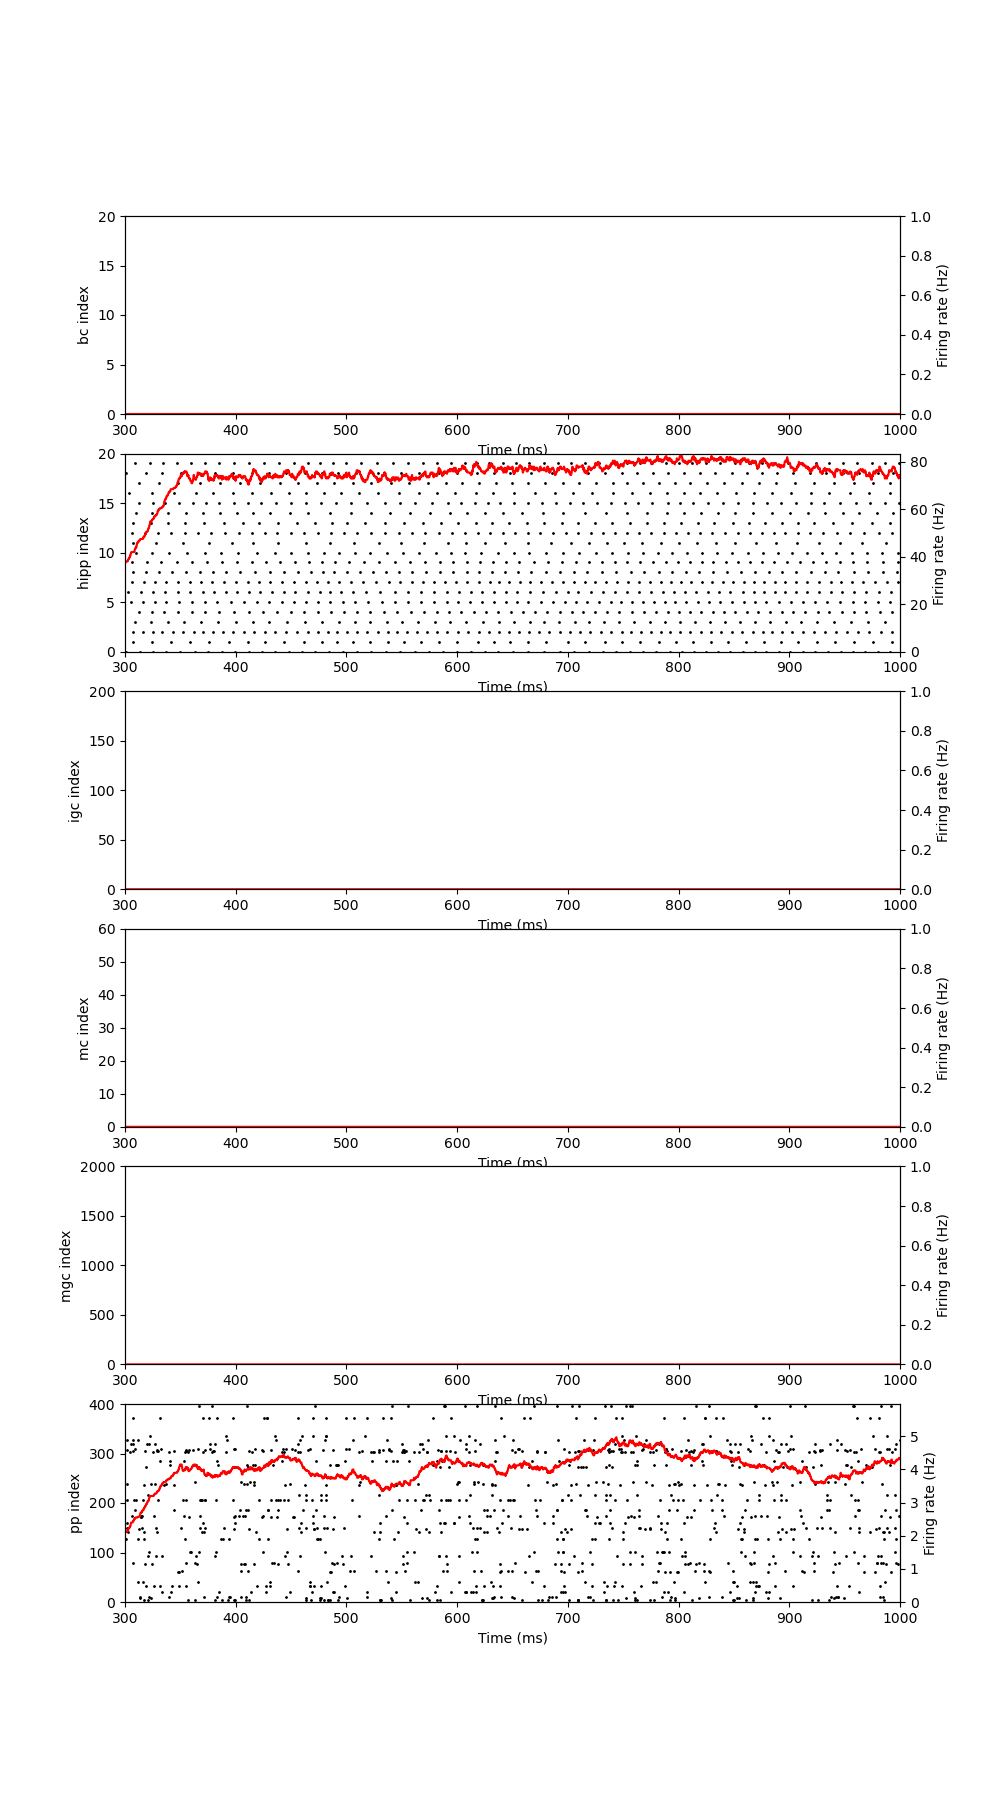 20 1.0
15 0.8
10 0.6
5 0.4
0 0.2
0.0
bc index
Firing rate (Hz)
300 400 500 600 700 800 900 1000
Time (ms)
20 80
15 60
10 40
5 20
0 0
hipp index
Firing rate (Hz)
300 400 500 600 700 800 900 1000
Time (ms)
200 1.0
150 0.8
100 0.6
50 0.4
0 0.2
0.0
igc index
Firing rate (Hz)
300 400 500 600 700 800 900 1000
Time (ms)
60 1.0
50 0.8
40 0.6
30 0.4
20 0.2
10 0.0
0
mc index
Firing rate (Hz)
300 400 500 600 700 800 900 1000
Time (ms)
2000 1.0
1500 0.8
1000 0.6
500 0.4
0 0.2
0.0
mgc index
Firing rate (Hz)
300 400 500 600 700 800 900 1000
Time (ms)
400 5
300 4
200 3
100 2
0 1
0
pp index
Firing rate (Hz)
300 400 500 600 700 800 900 1000
Time (ms)